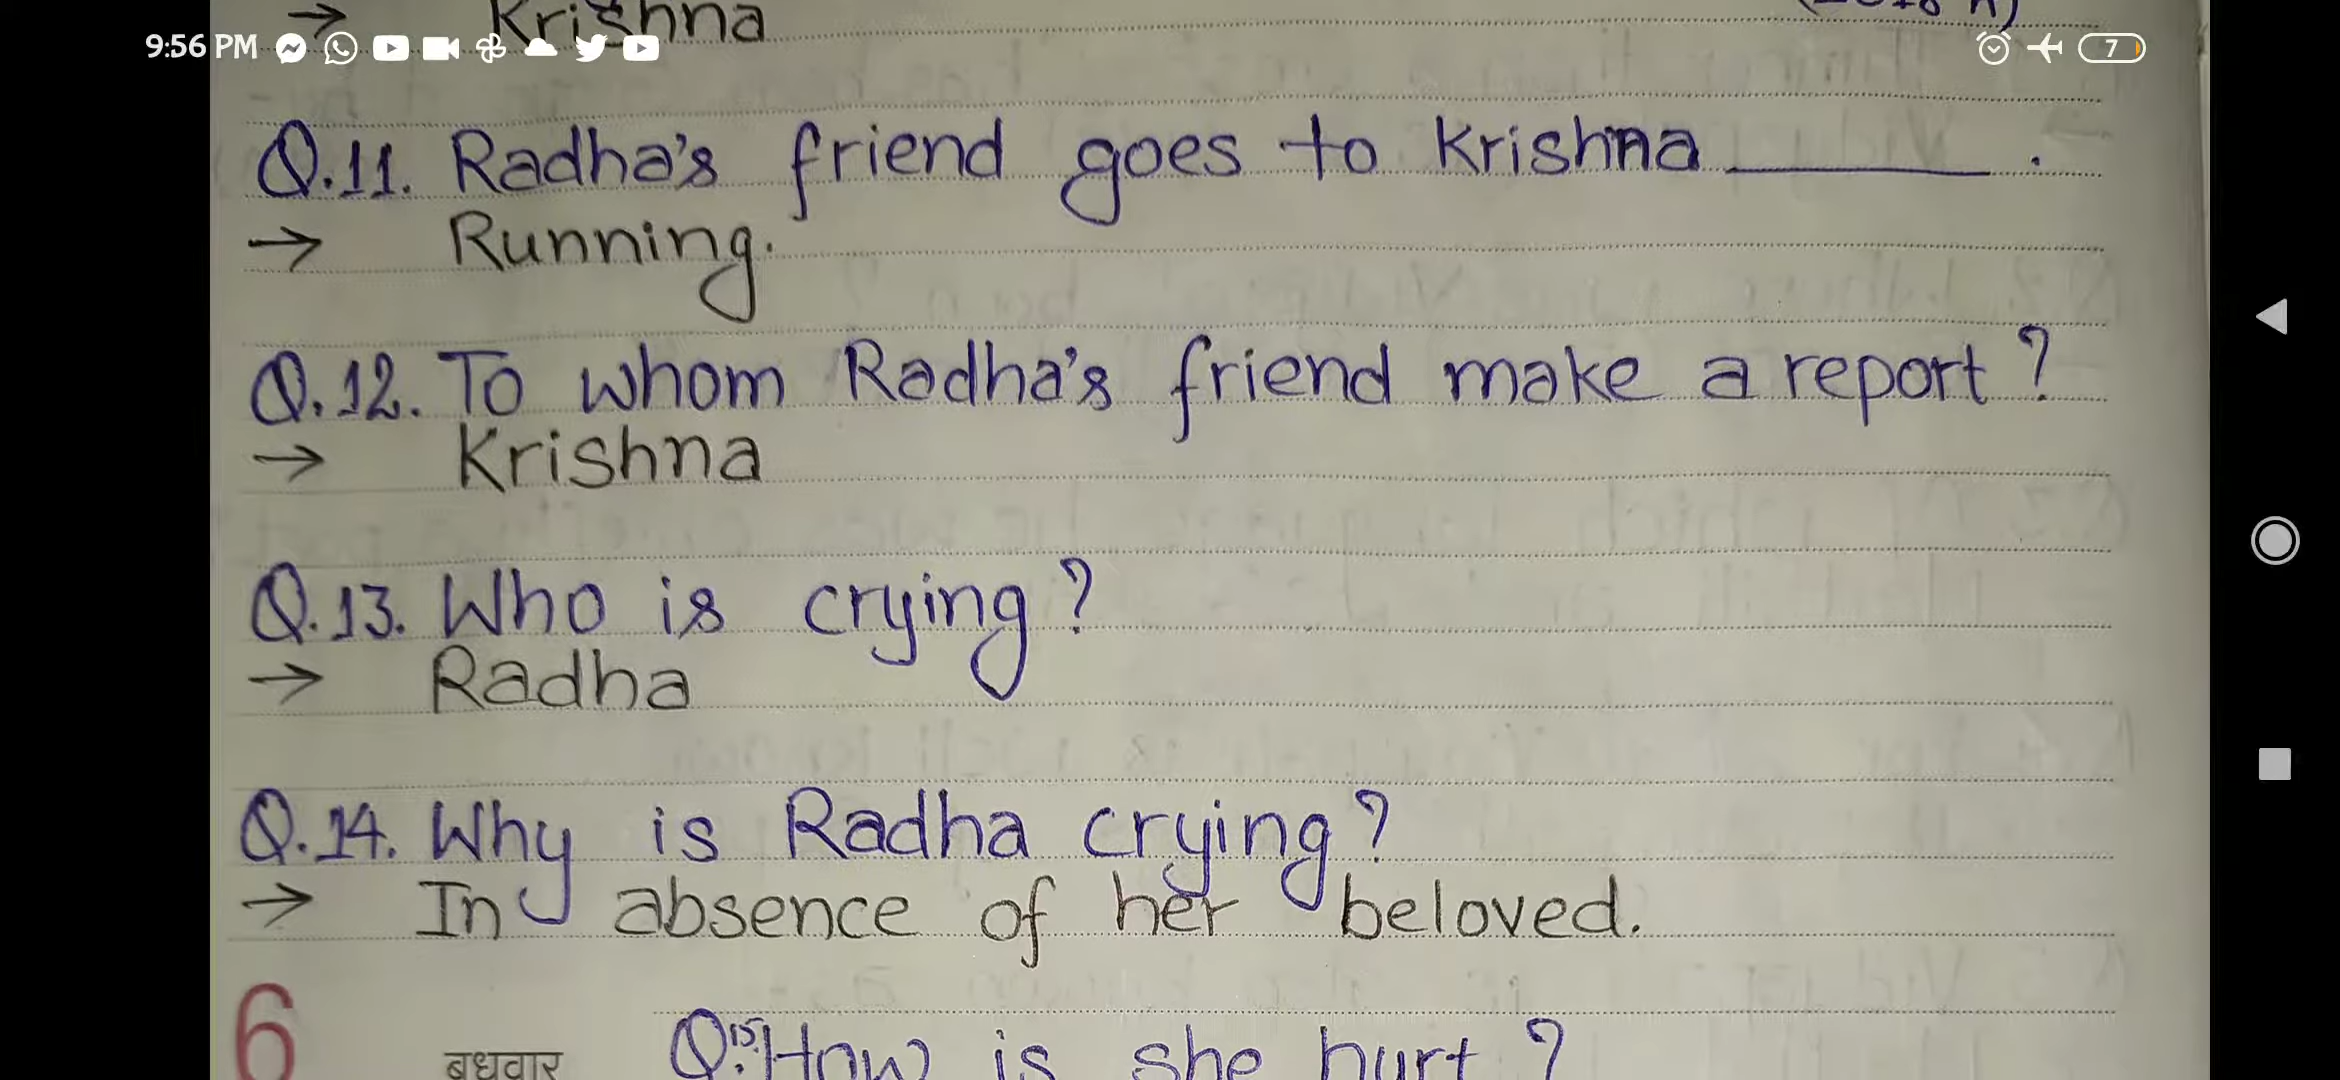 → Krishna
9:56 PM 7
Q.11. Radha's friend goes to Krishna ______ .
→ Running.
Q.12. To whom Radha's friend make a report?
→ Krishna
Q.13. Who is crying?
→ Radha
Q.14. Why is Radha crying?
→ In absence of her beloved.
6 बुधवार Q.15. How is she hurt ?